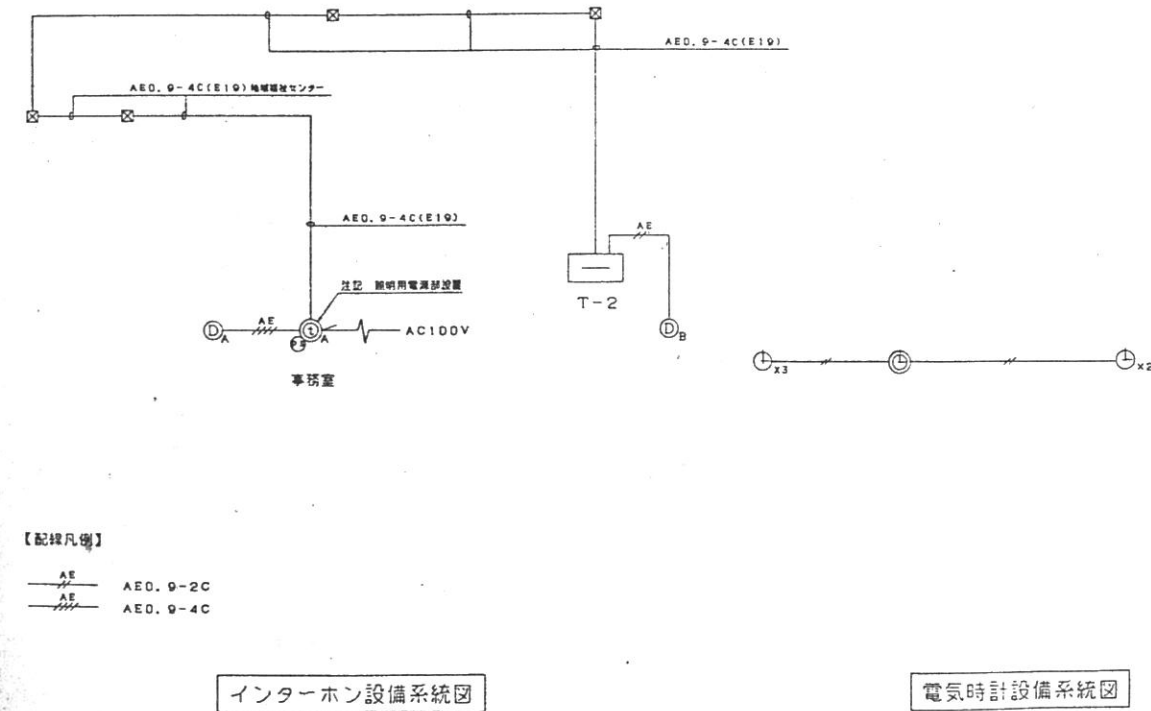 AE0.9-4C(E19)
AE0.9-4C(E19) 地域福祉センター
AE0.9-4C(E19)
AE
T-2
注記 照明用電源部設置
D A
AE
t A
P S
AC100V
D B
事務室
x3
x2
【配線凡例】
AE
AE0.9-2C
AE
AE0.9-4C
インターホン設備系統図
電気時計設備系統図